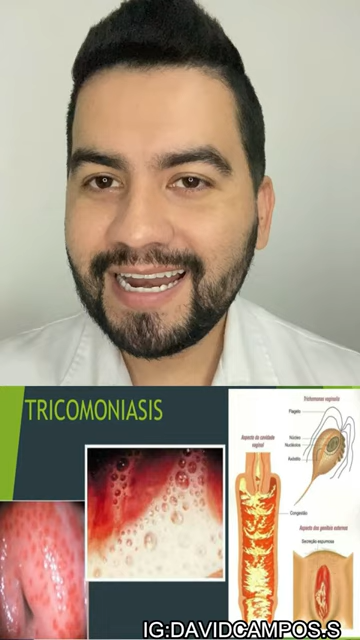 TRICOMONIASIS
Trichomonas vaginalis
Flagelo
Núcleo
Aspecto da cavidade
vaginal
Congestão
Aspecto dos genitais externos
Secreção espumosa
IG:DAVIDCAMPOS.S